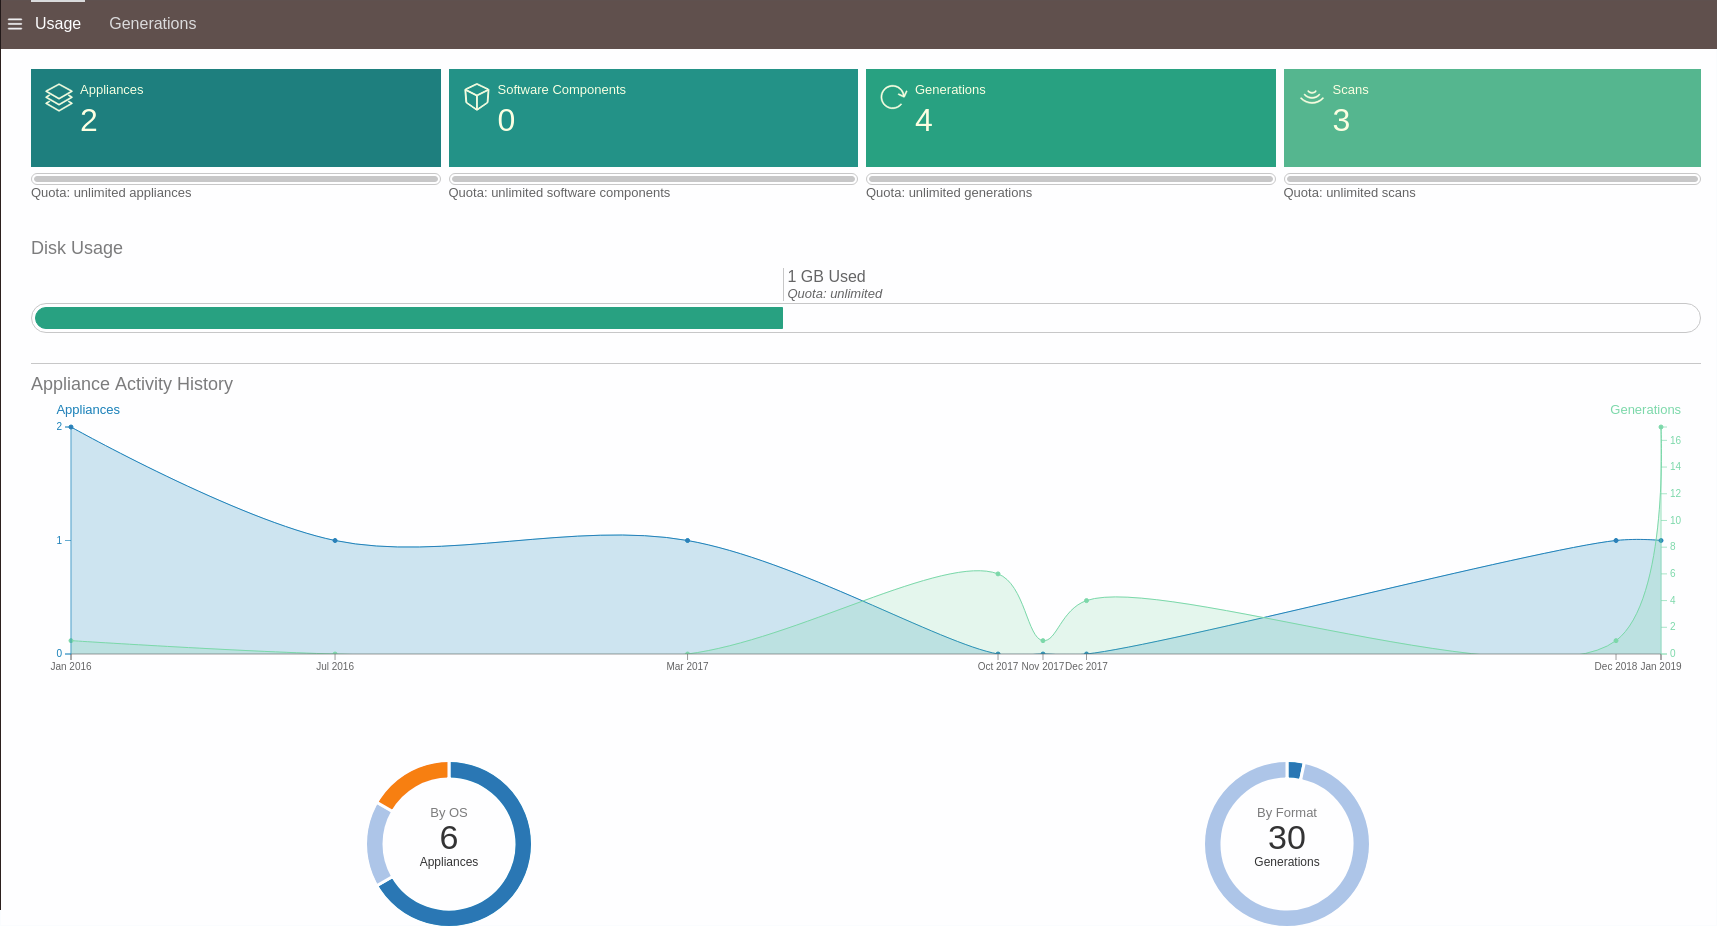 Usage Generations
Appliances
2
Software Components
0
Generations
4
Scans
3
Quota: unlimited appliances
Quota: unlimited software components
Quota: unlimited generations
Quota: unlimited scans
Disk Usage
1 GB Used
Quota: unlimited
Appliance Activity History
Appliances
Generations
2
1
0
16
14
12
10
8
6
4
2
0
Jan 2016 Jul 2016 Mar 2017 Oct 2017 Nov 2017 Dec 2017 Dec 2018 Jan 2019
By OS
6
Appliances
By Format
30
Generations